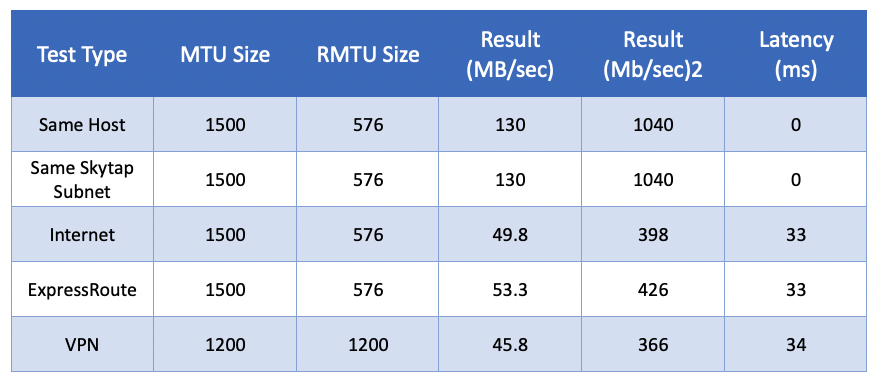 Test Type MTU Size RMTU Size Result (MB/sec) Result (Mb/sec)2 Latency (ms)
Same Host 1500 576 130 1040 0
Same Skytap Subnet 1500 576 130 1040 0
Internet 1500 576 49.8 398 33
ExpressRoute 1500 576 53.3 426 33
VPN 1200 1200 45.8 366 34